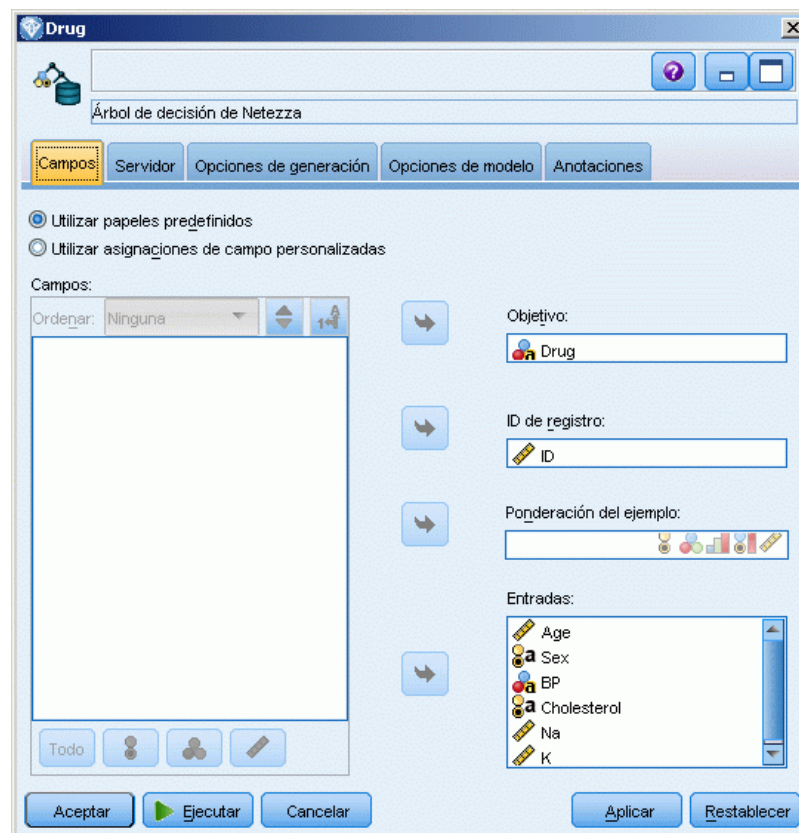 Drug
Árbol de decisión de Netezza
Campos Servidor Opciones de generación Opciones de modelo Anotaciones
Utilizar papeles predefinidos
Utilizar asignaciones de campo personalizadas
Campos:
Ordenar: Ninguna
Objetivo:
Drug
ID de registro:
ID
Ponderación del ejemplo:
Entradas:
Age
Sex
BP
Cholesterol
Na
K
Todo
Aceptar Ejecutar Cancelar Aplicar Restablecer